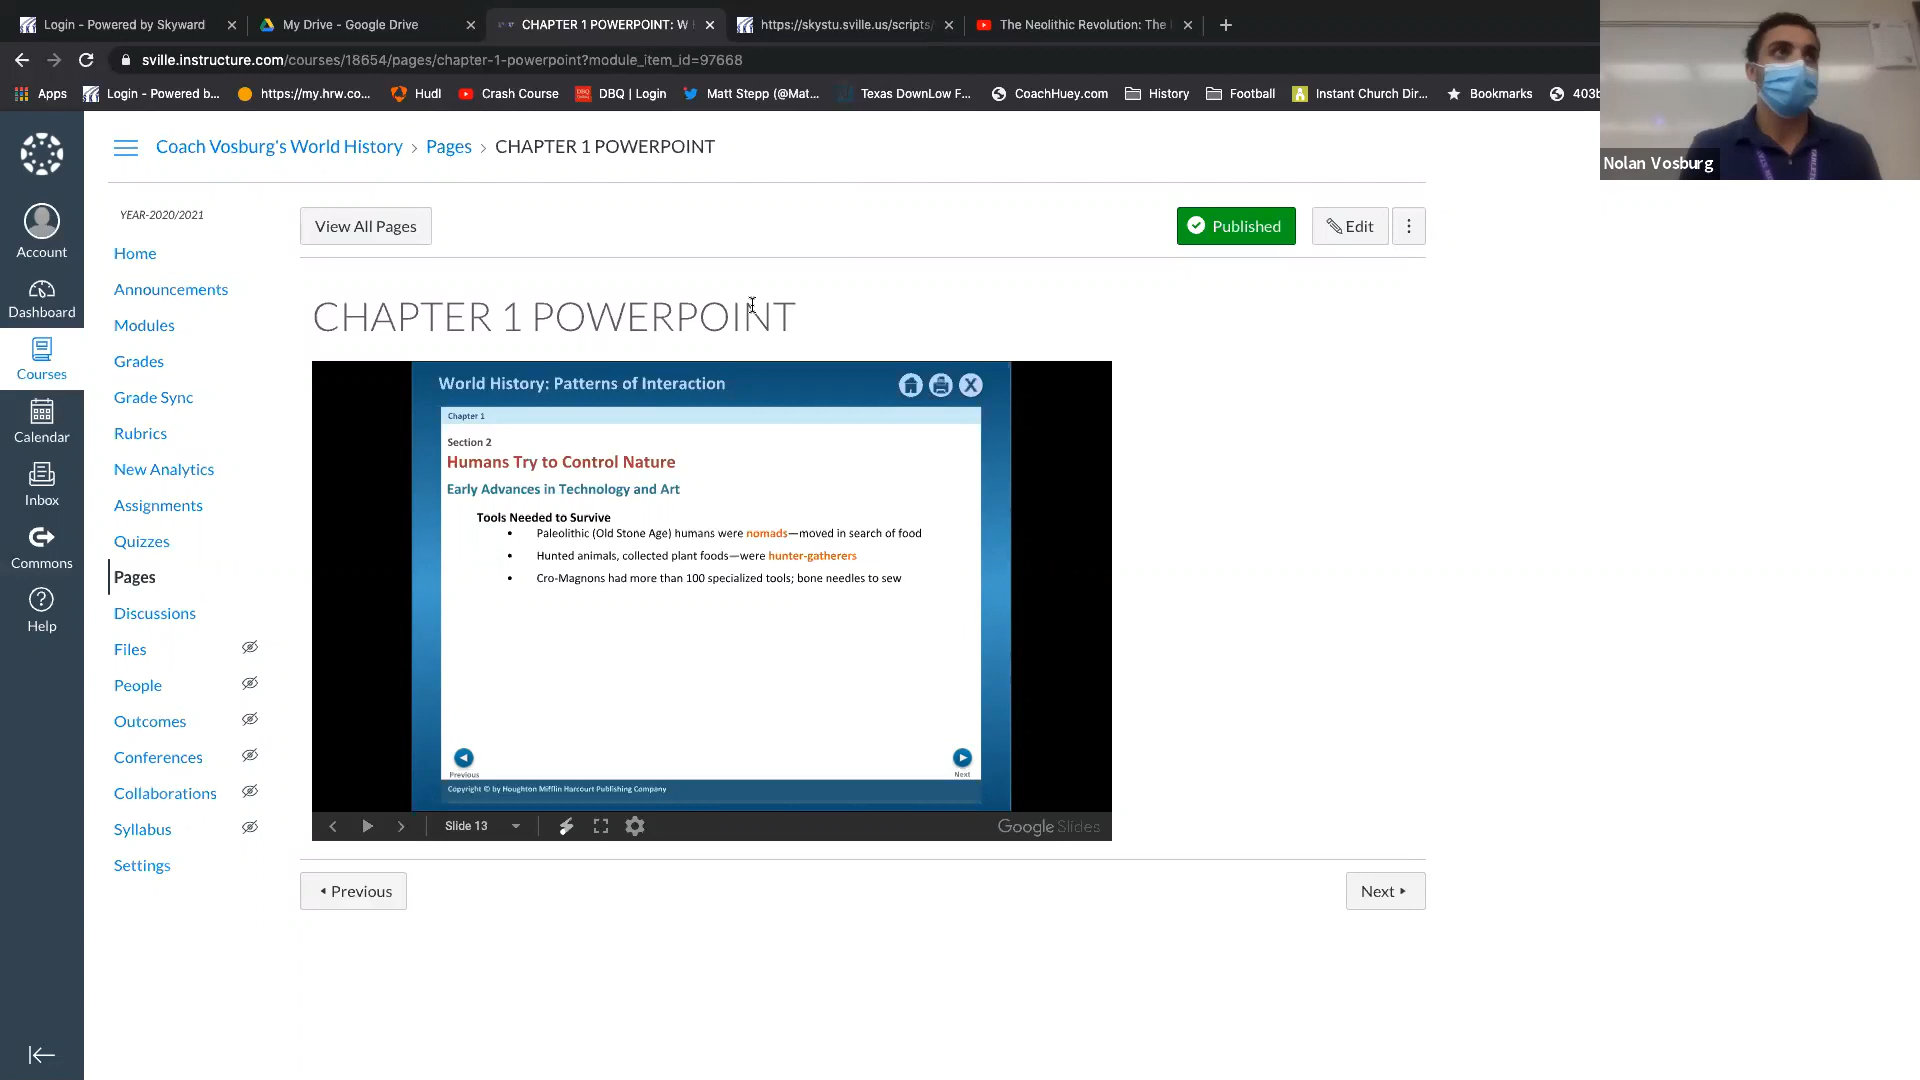 Login - Powered by Skyward
My Drive - Google Drive
CHAPTER 1 POWERPOINT: W
https://skystu.sville.us/scripts/
The Neolithic Revolution: The
sville.instructure.com/courses/18654/pages/chapter-1-powerpoint?module_item_id=97668
Apps
Login - Powered b...
https://my.hrw.co...
Hudl
Crash Course
DBQ | Login
Matt Stepp (@Mat...
Texas DownLow F...
CoachHuey.com
History
Football
Instant Church Dir...
Bookmarks
403b
Nolan Vosburg
Coach Vosburg's World History › Pages › CHAPTER 1 POWERPOINT
Account
Dashboard
Courses
Calendar
Inbox
Commons
Help
YEAR-2020/2021
Home
Announcements
Modules
Grades
Grade Sync
Rubrics
New Analytics
Assignments
Quizzes
Pages
Discussions
Files
People
Outcomes
Conferences
Collaborations
Syllabus
Settings
View All Pages
Published
Edit
CHAPTER 1 POWERPOINT
World History: Patterns of Interaction
Chapter 1
Section 2
Humans Try to Control Nature
Early Advances in Technology and Art
Tools Needed to Survive
• Paleolithic (Old Stone Age) humans were nomads—moved in search of food
• Hunted animals, collected plant foods—were hunter-gatherers
• Cro-Magnons had more than 100 specialized tools; bone needles to sew
Previous
Next
Copyright © by Houghton Mifflin Harcourt Publishing Company
Slide 13
Google Slides
Previous
Next